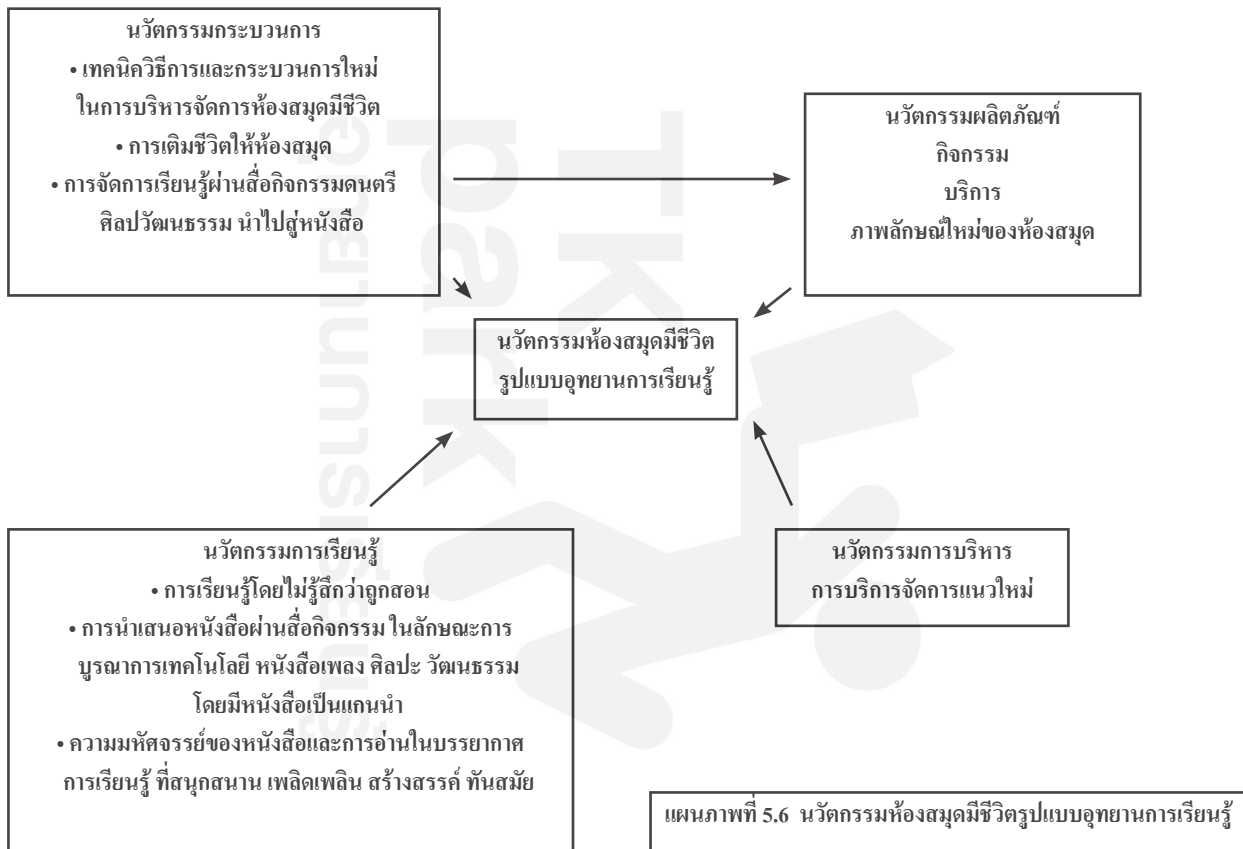 นวัตกรรมกระบวนการ
• เทคนิควิธีการและกระบวนการใหม่
ในการบริหารจัดการห้องสมุดมีชีวิต
• การเติมชีวิตให้ห้องสมุด
• การจัดการเรียนรู้ผ่านสื่อกิจกรรมดนตรี
ศิลปวัฒนธรรม นำไปสู่หนังสือ
นวัตกรรมผลิตภัณฑ์
กิจกรรม
บริการ
ภาพลักษณ์ใหม่ของห้องสมุด
นวัตกรรมห้องสมุดมีชีวิต
รูปแบบอุทยานการเรียนรู้
นวัตกรรมการเรียนรู้
• การเรียนรู้โดยไม่รู้สึกว่าถูกสอน
• การนำเสนอหนังสือผ่านสื่อกิจกรรม ในลักษณะการ
บูรณาการเทคโนโลยี หนังสือเพลง ศิลปะ วัฒนธรรม
โดยมีหนังสือเป็นแกนนำ
• ความมหัศจรรย์ของหนังสือและการอ่านในบรรยากาศ
การเรียนรู้ ที่สนุกสนาน เพลิดเพลิน สร้างสรรค์ ทันสมัย
นวัตกรรมการบริหาร
การบริการจัดการแนวใหม่
แผนภาพที่ 5.6 นวัตกรรมห้องสมุดมีชีวิตรูปแบบอุทยานการเรียนรู้
TK
park
อุทยานการเรียนรู้